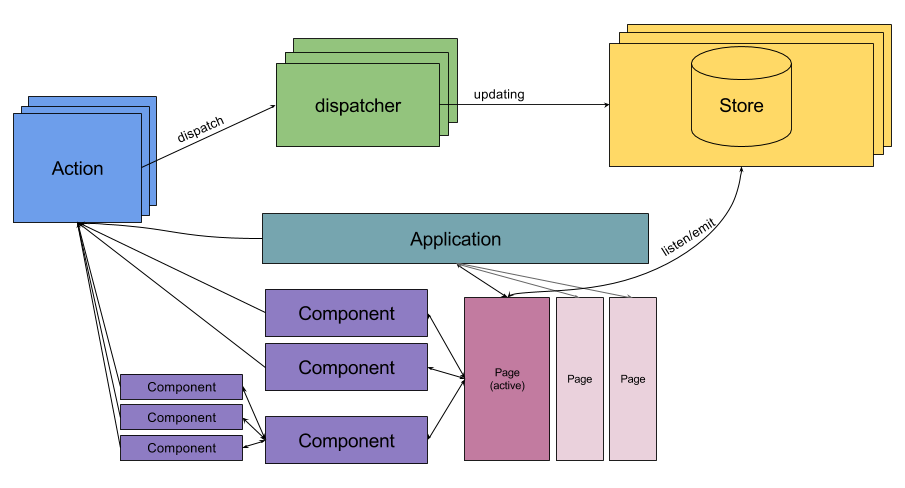 updating
dispatcher
Store
dispatch
Action
listen/emit
Application
Component
Component
Page
(active)
Page
Page
Component
Component
Component
Component